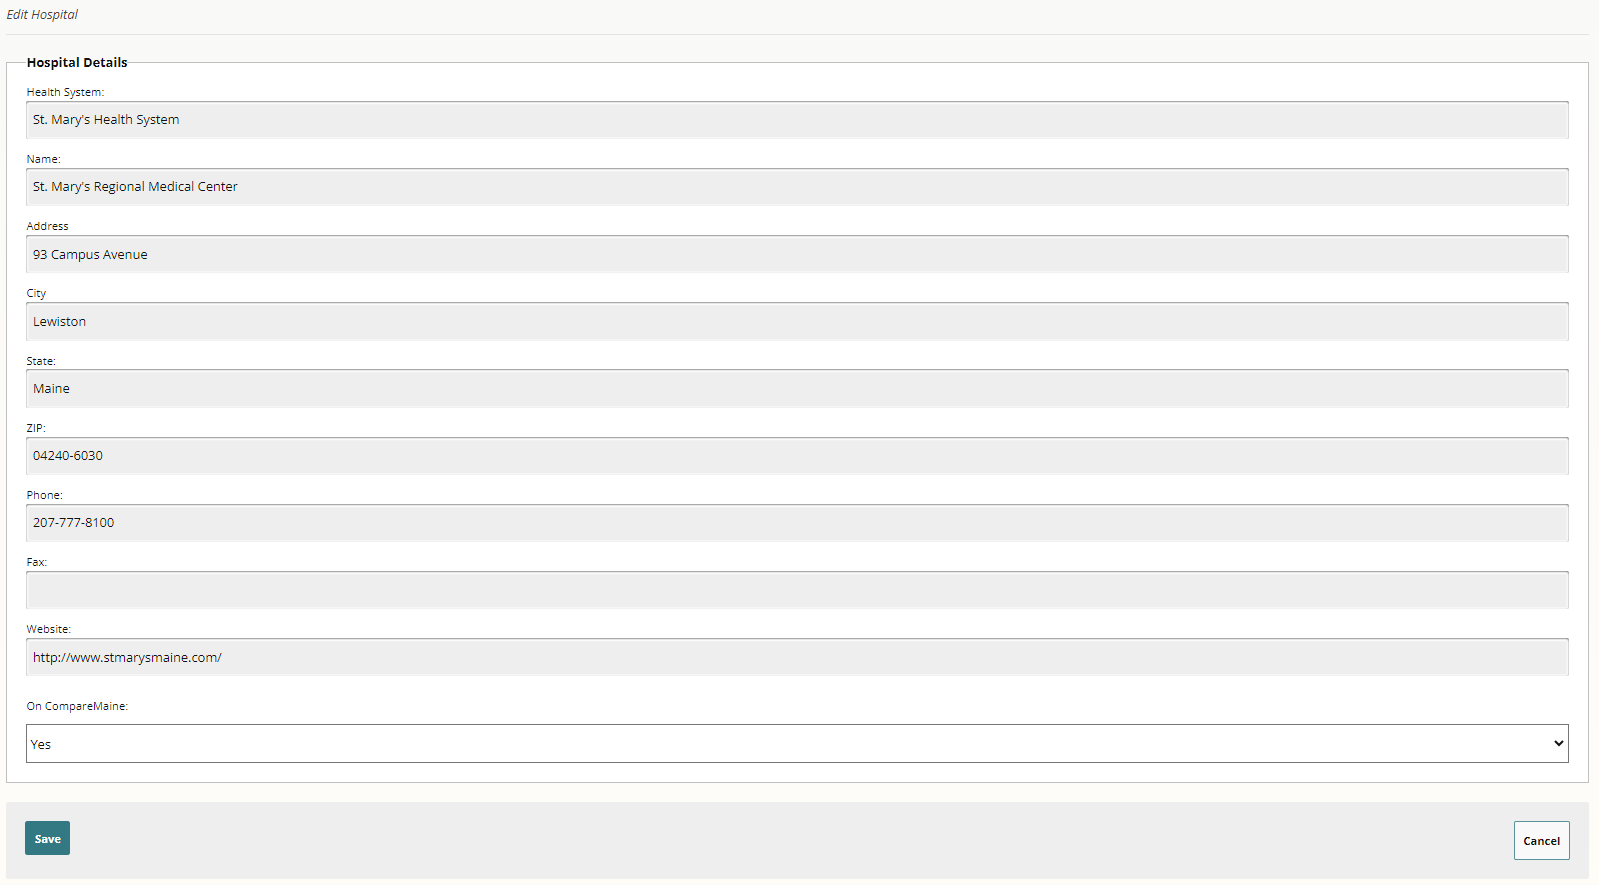 Edit Hospital
Hospital Details
Health System:
St. Mary's Health System
Name:
St. Mary's Regional Medical Center
Address
93 Campus Avenue
City
Lewiston
State:
Maine
ZIP:
04240-6030
Phone:
207-777-8100
Fax:
Website:
http://www.stmarysmaine.com/
On CompareMaine:
Yes
Save
Cancel